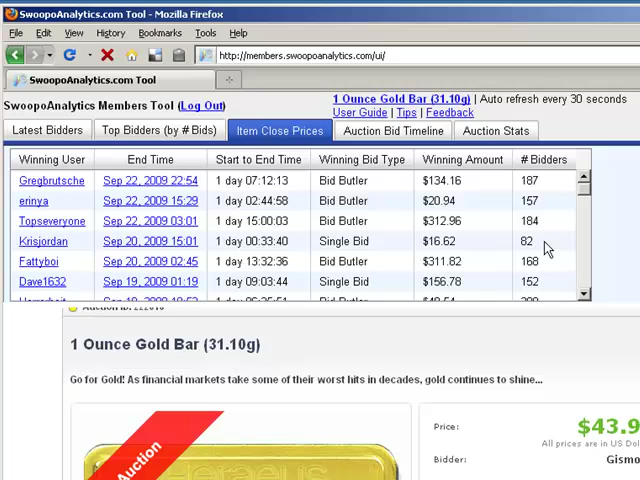 SwoopoAnalytics.com Tool - Mozilla Firefox
File Edit View History Bookmarks Tools Help
http://members.swoopoanalytics.com/ui/
SwoopoAnalytics.com Tool
SwoopoAnalytics Members Tool (Log Out)
1 Ounce Gold Bar (31.10g) | Auto refresh every 30 seconds
User Guide | Tips | Feedback
Latest Bidders Top Bidders (by # Bids) Item Close Prices Auction Bid Timeline Auction Stats
Winning User End Time Start to End Time Winning Bid Type Winning Amount # Bidders
Gregbrutsche Sep 22, 2009 22:54 1 day 07:12:13 Bid Butler $134.16 187
erinya Sep 22, 2009 15:29 1 day 02:44:58 Bid Butler $20.94 157
Topseveryone Sep 22, 2009 03:01 1 day 15:00:03 Bid Butler $312.96 184
Krisjordan Sep 20, 2009 15:01 1 day 00:33:40 Single Bid $16.62 82
Fattyboi Sep 20, 2009 02:45 1 day 13:32:36 Bid Butler $311.82 168
Dave1632 Sep 19, 2009 01:19 1 day 09:03:44 Single Bid $156.78 152
1 Ounce Gold Bar (31.10g)
Go for Gold! As financial markets take some of their worst hits in decades, gold continues to shine...
Auction
Heraeus
Price: $43.9
All prices are in US Dol
Bidder: Gismo